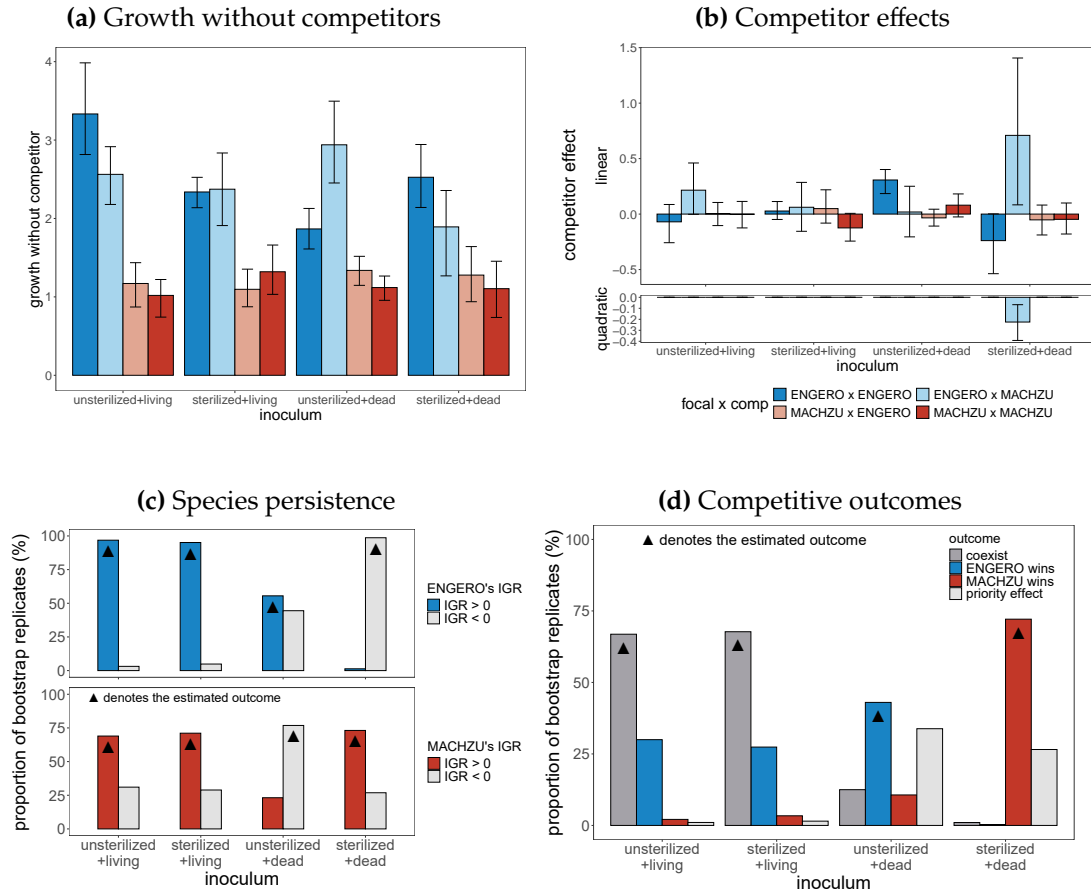 (a) Growth without competitors
growth without competitor
4
3
2
1
0
unsterilized+living sterilized+living unsterilized+dead sterilized+dead
inoculum
(b) Competitor effects
competitor effect
linear
1.5
1.0
0.5
0.0
−0.5
quadratic
0.0
−0.1
−0.2
−0.3
−0.4
unsterilized+living sterilized+living unsterilized+dead sterilized+dead
inoculum
focal x comp
ENGERO x ENGERO ENGERO x MACHZU
MACHZU x ENGERO MACHZU x MACHZU
(c) Species persistence
proportion of bootstrap replicates (%)
100
75
50
25
0
ENGERO's IGR
IGR > 0
IGR < 0
100
75
50
25
0
▲ denotes the estimated outcome
MACHZU's IGR
IGR > 0
IGR < 0
unsterilized sterilized unsterilized sterilized
+living +living +dead +dead
inoculum
(d) Competitive outcomes
proportion of bootstrap replicates (%)
100
75
50
25
0
▲ denotes the estimated outcome
outcome
coexist
ENGERO wins
MACHZU wins
priority effect
unsterilized sterilized unsterilized sterilized
+living +living +dead +dead
inoculum